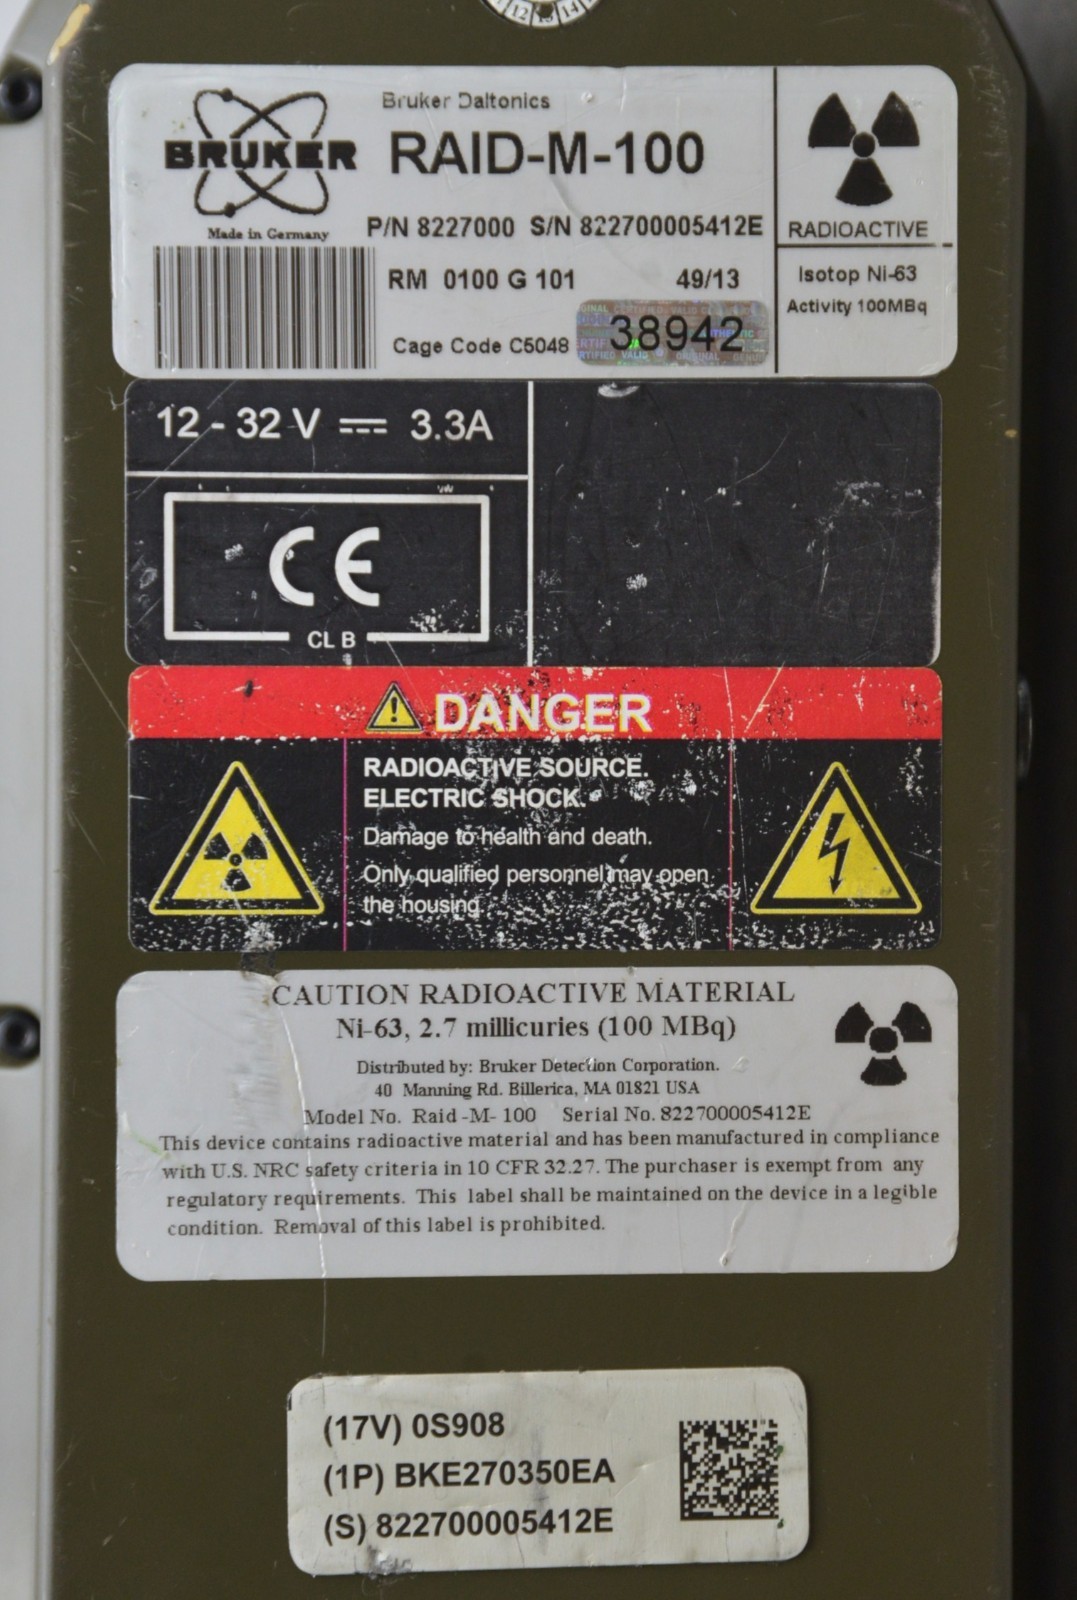 12 13 14
Bruker Daltonics
BRUKER RAID-M-100
Made in Germany P/N 8227000 S/N 822700005412E
RADIOACTIVE
RM 0100 G 101 49/13
Isotop Ni-63
Activity 100MBq
Cage Code C5048 38942
12 - 32 V 3.3A
CE
CL B
DANGER
RADIOACTIVE SOURCE.
ELECTRIC SHOCK.
Damage to health and death.
Only qualified personnel may open
the housing
CAUTION RADIOACTIVE MATERIAL
Ni-63, 2.7 millicuries (100 MBq)
Distributed by: Bruker Detection Corporation.
40 Manning Rd. Billerica, MA 01821 USA
Model No. Raid -M- 100 Serial No. 822700005412E
This device contains radioactive material and has been manufactured in compliance
with U.S. NRC safety criteria in 10 CFR 32.27. The purchaser is exempt from any
regulatory requirements. This label shall be maintained on the device in a legible
condition. Removal of this label is prohibited.
(17V) 0S908
(1P) BKE270350EA
(S) 822700005412E